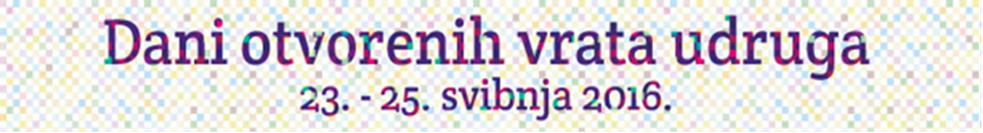 Dani otvorenih vrata udruga
23. - 25. svibnja 2016.